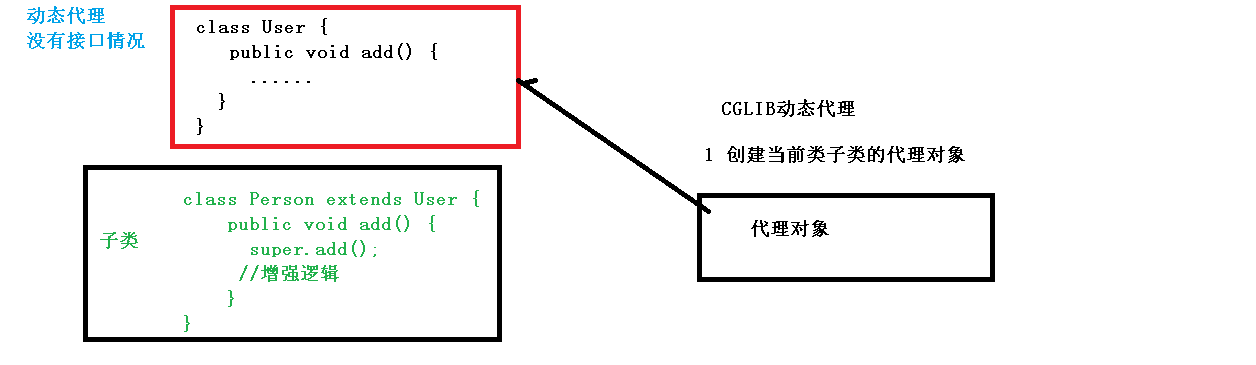 动态代理
没有接口情况
class User {
public void add() {
......
}
}
CGLIB动态代理
1 创建当前类子类的代理对象
子类
class Person extends User {
public void add() {
super.add();
//增强逻辑
}
}
代理对象